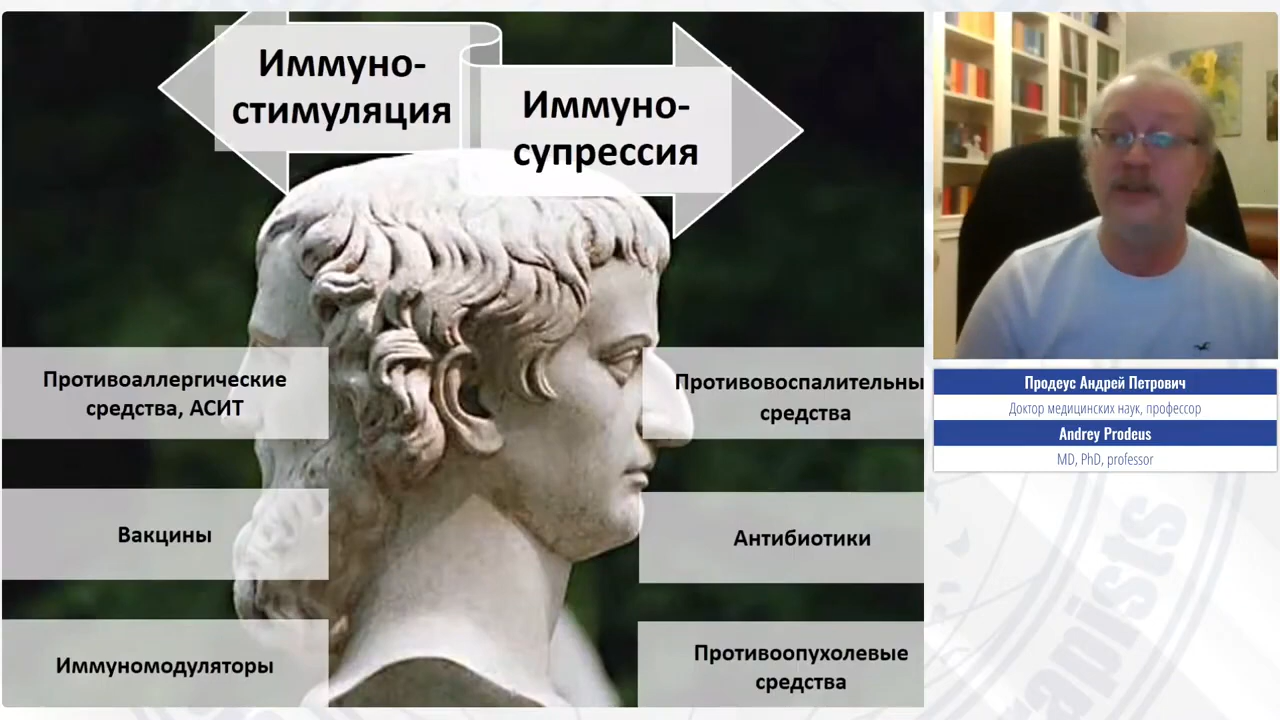 Иммуно-
стимуляция
Иммуно-
супрессия
Противоаллергические
средства, АСИТ
Противовоспалительны
средства
Вакцины
Антибиотики
Иммуномодуляторы
Противоопухолевые
средства
Продеус Андрей Петрович
Доктор медицинских наук, профессор
Andrey Prodeus
MD, PhD, professor
rapists